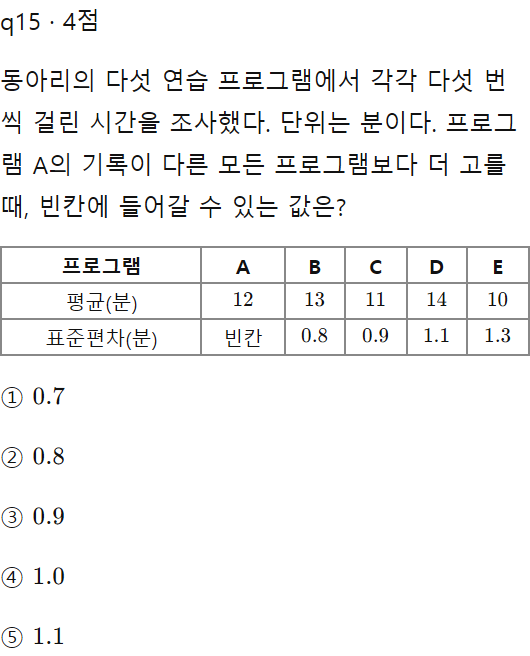 q15 · 4점
동아리의 다섯 연습 프로그램에서 각각 다섯 번
씩 걸린 시간을 조사했다. 단위는 분이다. 프로그
램 A의 기록이 다른 모든 프로그램보다 더 고를
때, 빈칸에 들어갈 수 있는 값은?
프로그램 A B C D E
평균(분) 12 13 11 14 10
표준편차(분) 빈칸 0.8 0.9 1.1 1.3
① 0.7
② 0.8
③ 0.9
④ 1.0
⑤ 1.1